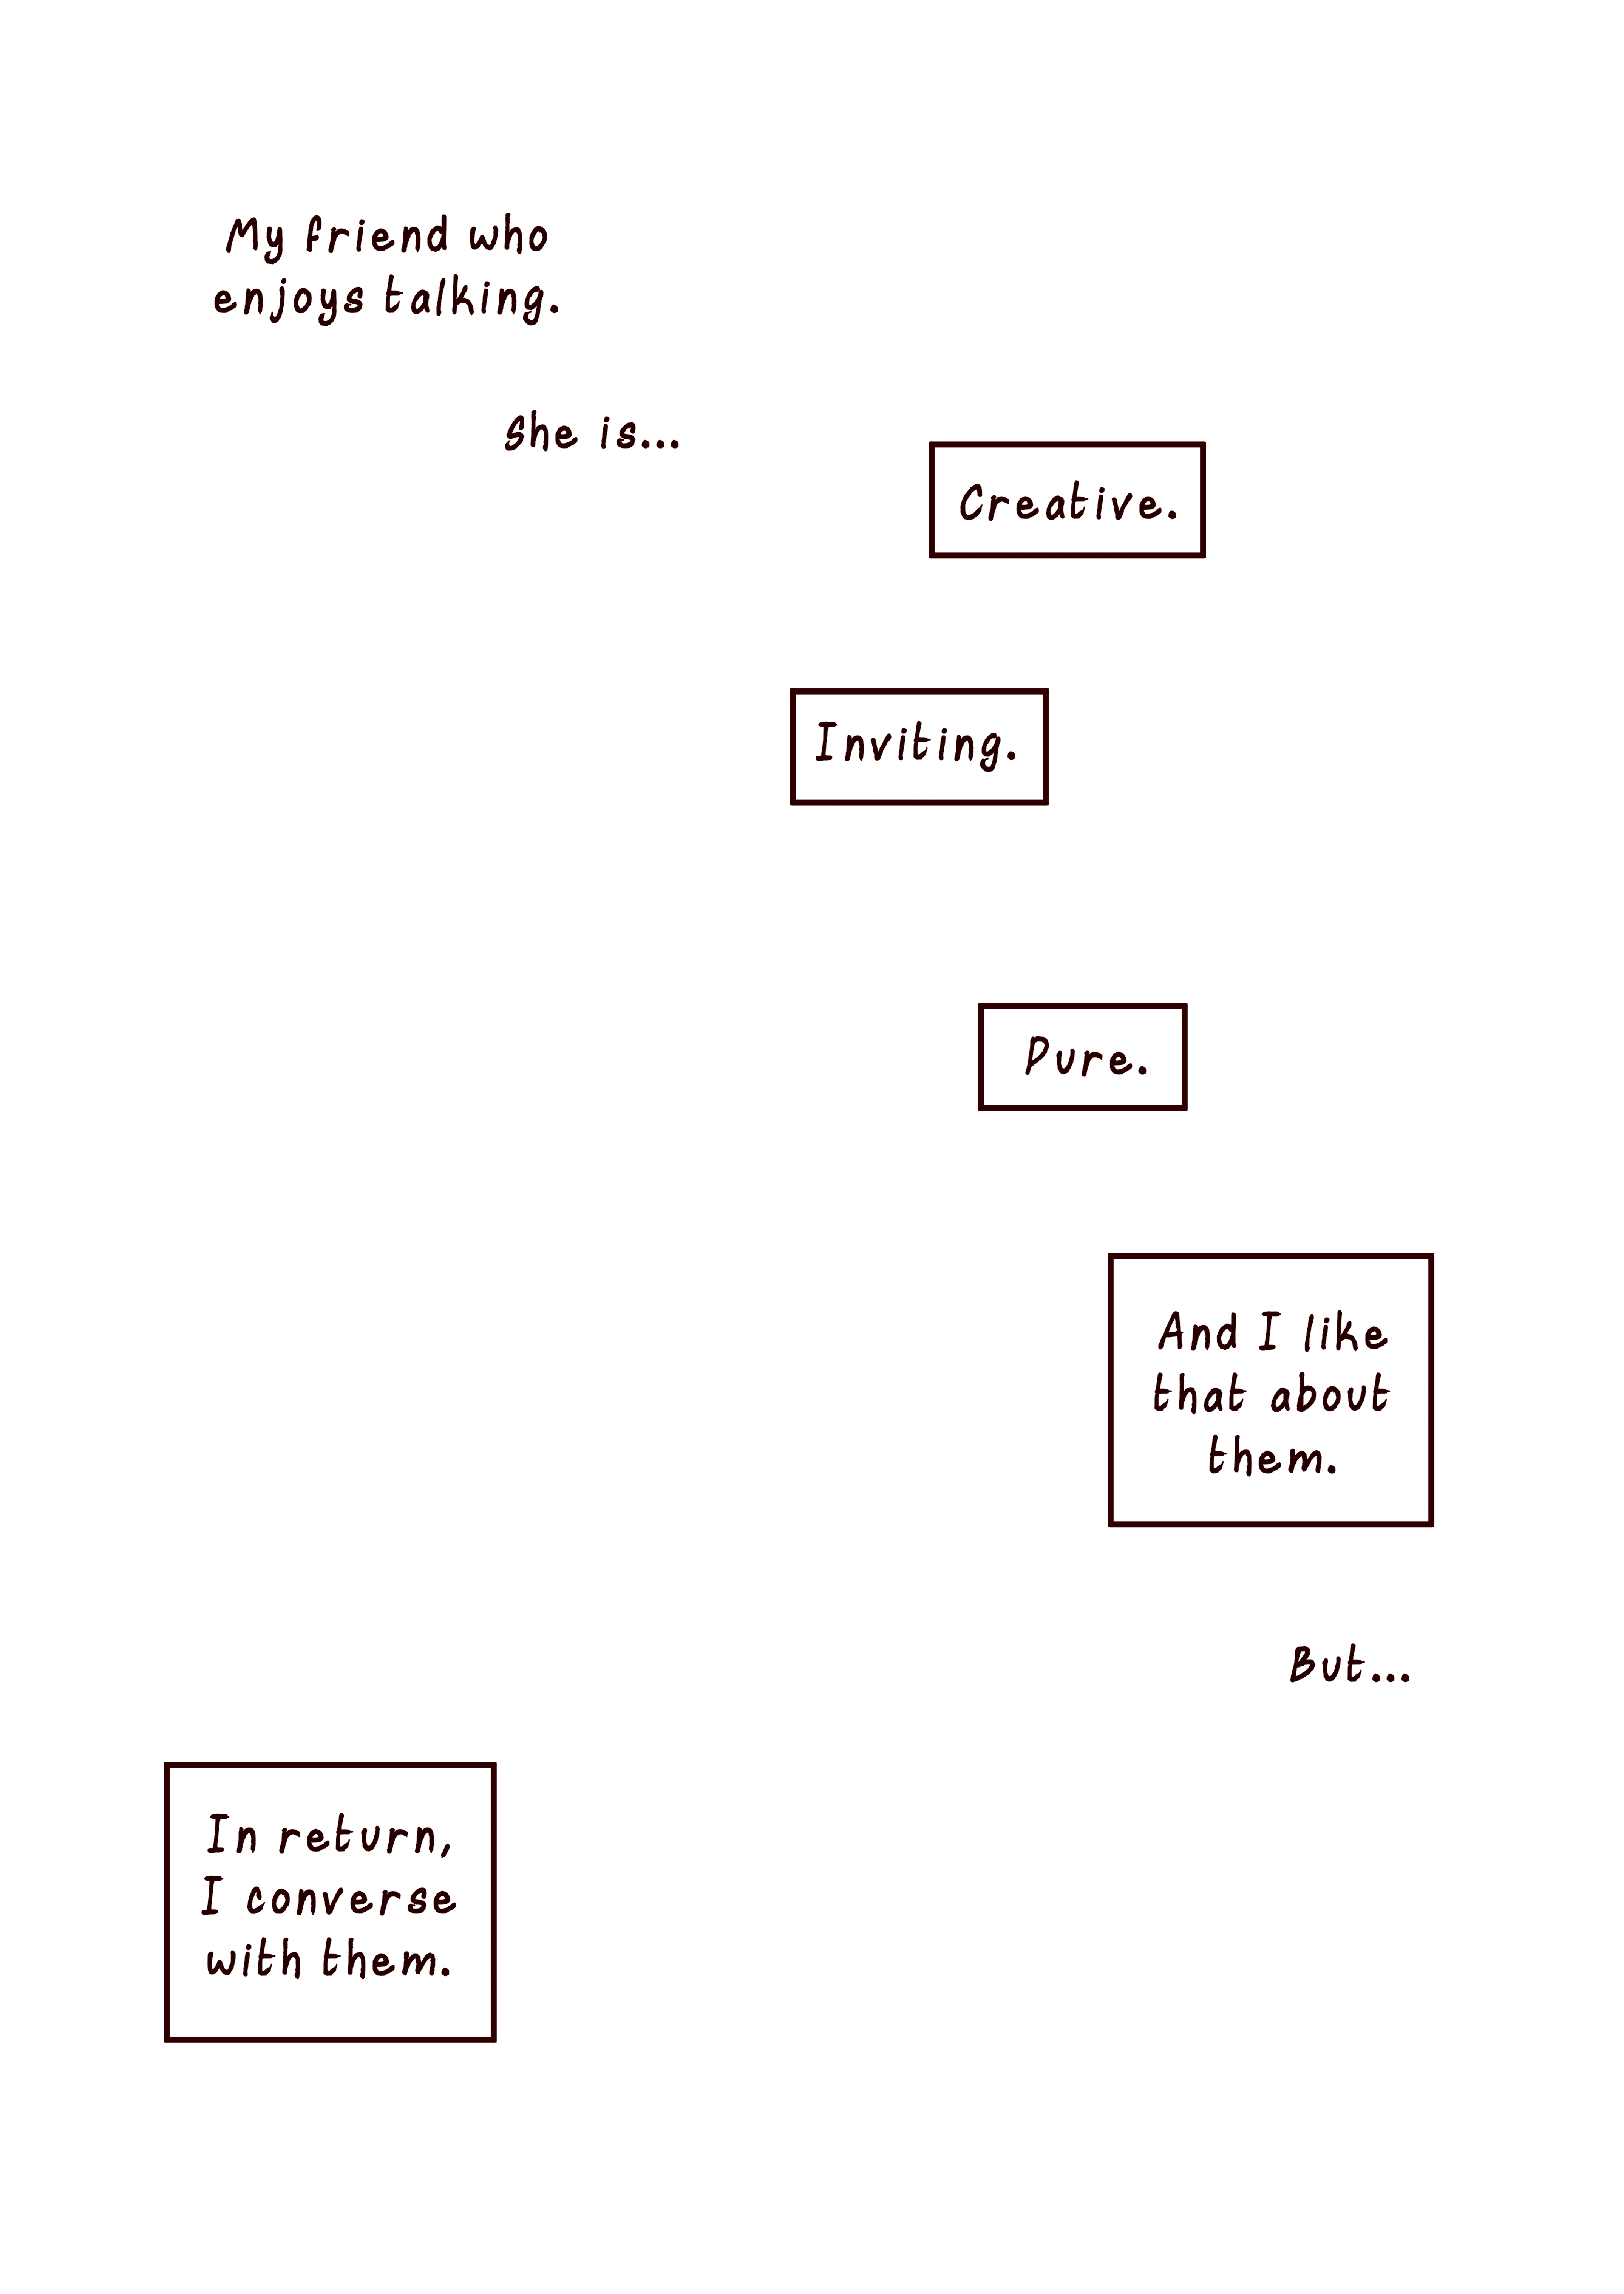 My friend who
enjoys talking.
She is...
Creative.
Inviting.
Pure.
And I like
that about
them.
But...
In return,
I converse
with them.